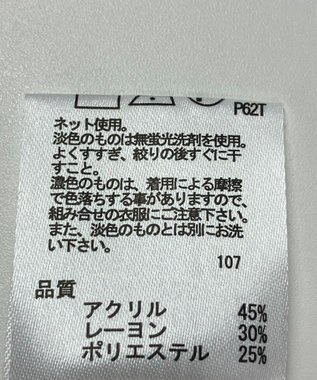 P62T
ネット使用。
淡色のものは無蛍光洗剤を使用。
よくすすぎ、絞りの後すぐに干
すこと。
濃色のものは、着用による摩擦
で色落ちする事がありますので、
組み合せの衣服にご注意下さい。
また、淡色のものとは別にお洗
い下さい。
107
品質
アクリル 45%
レーヨン 30%
ポリエステル 25%